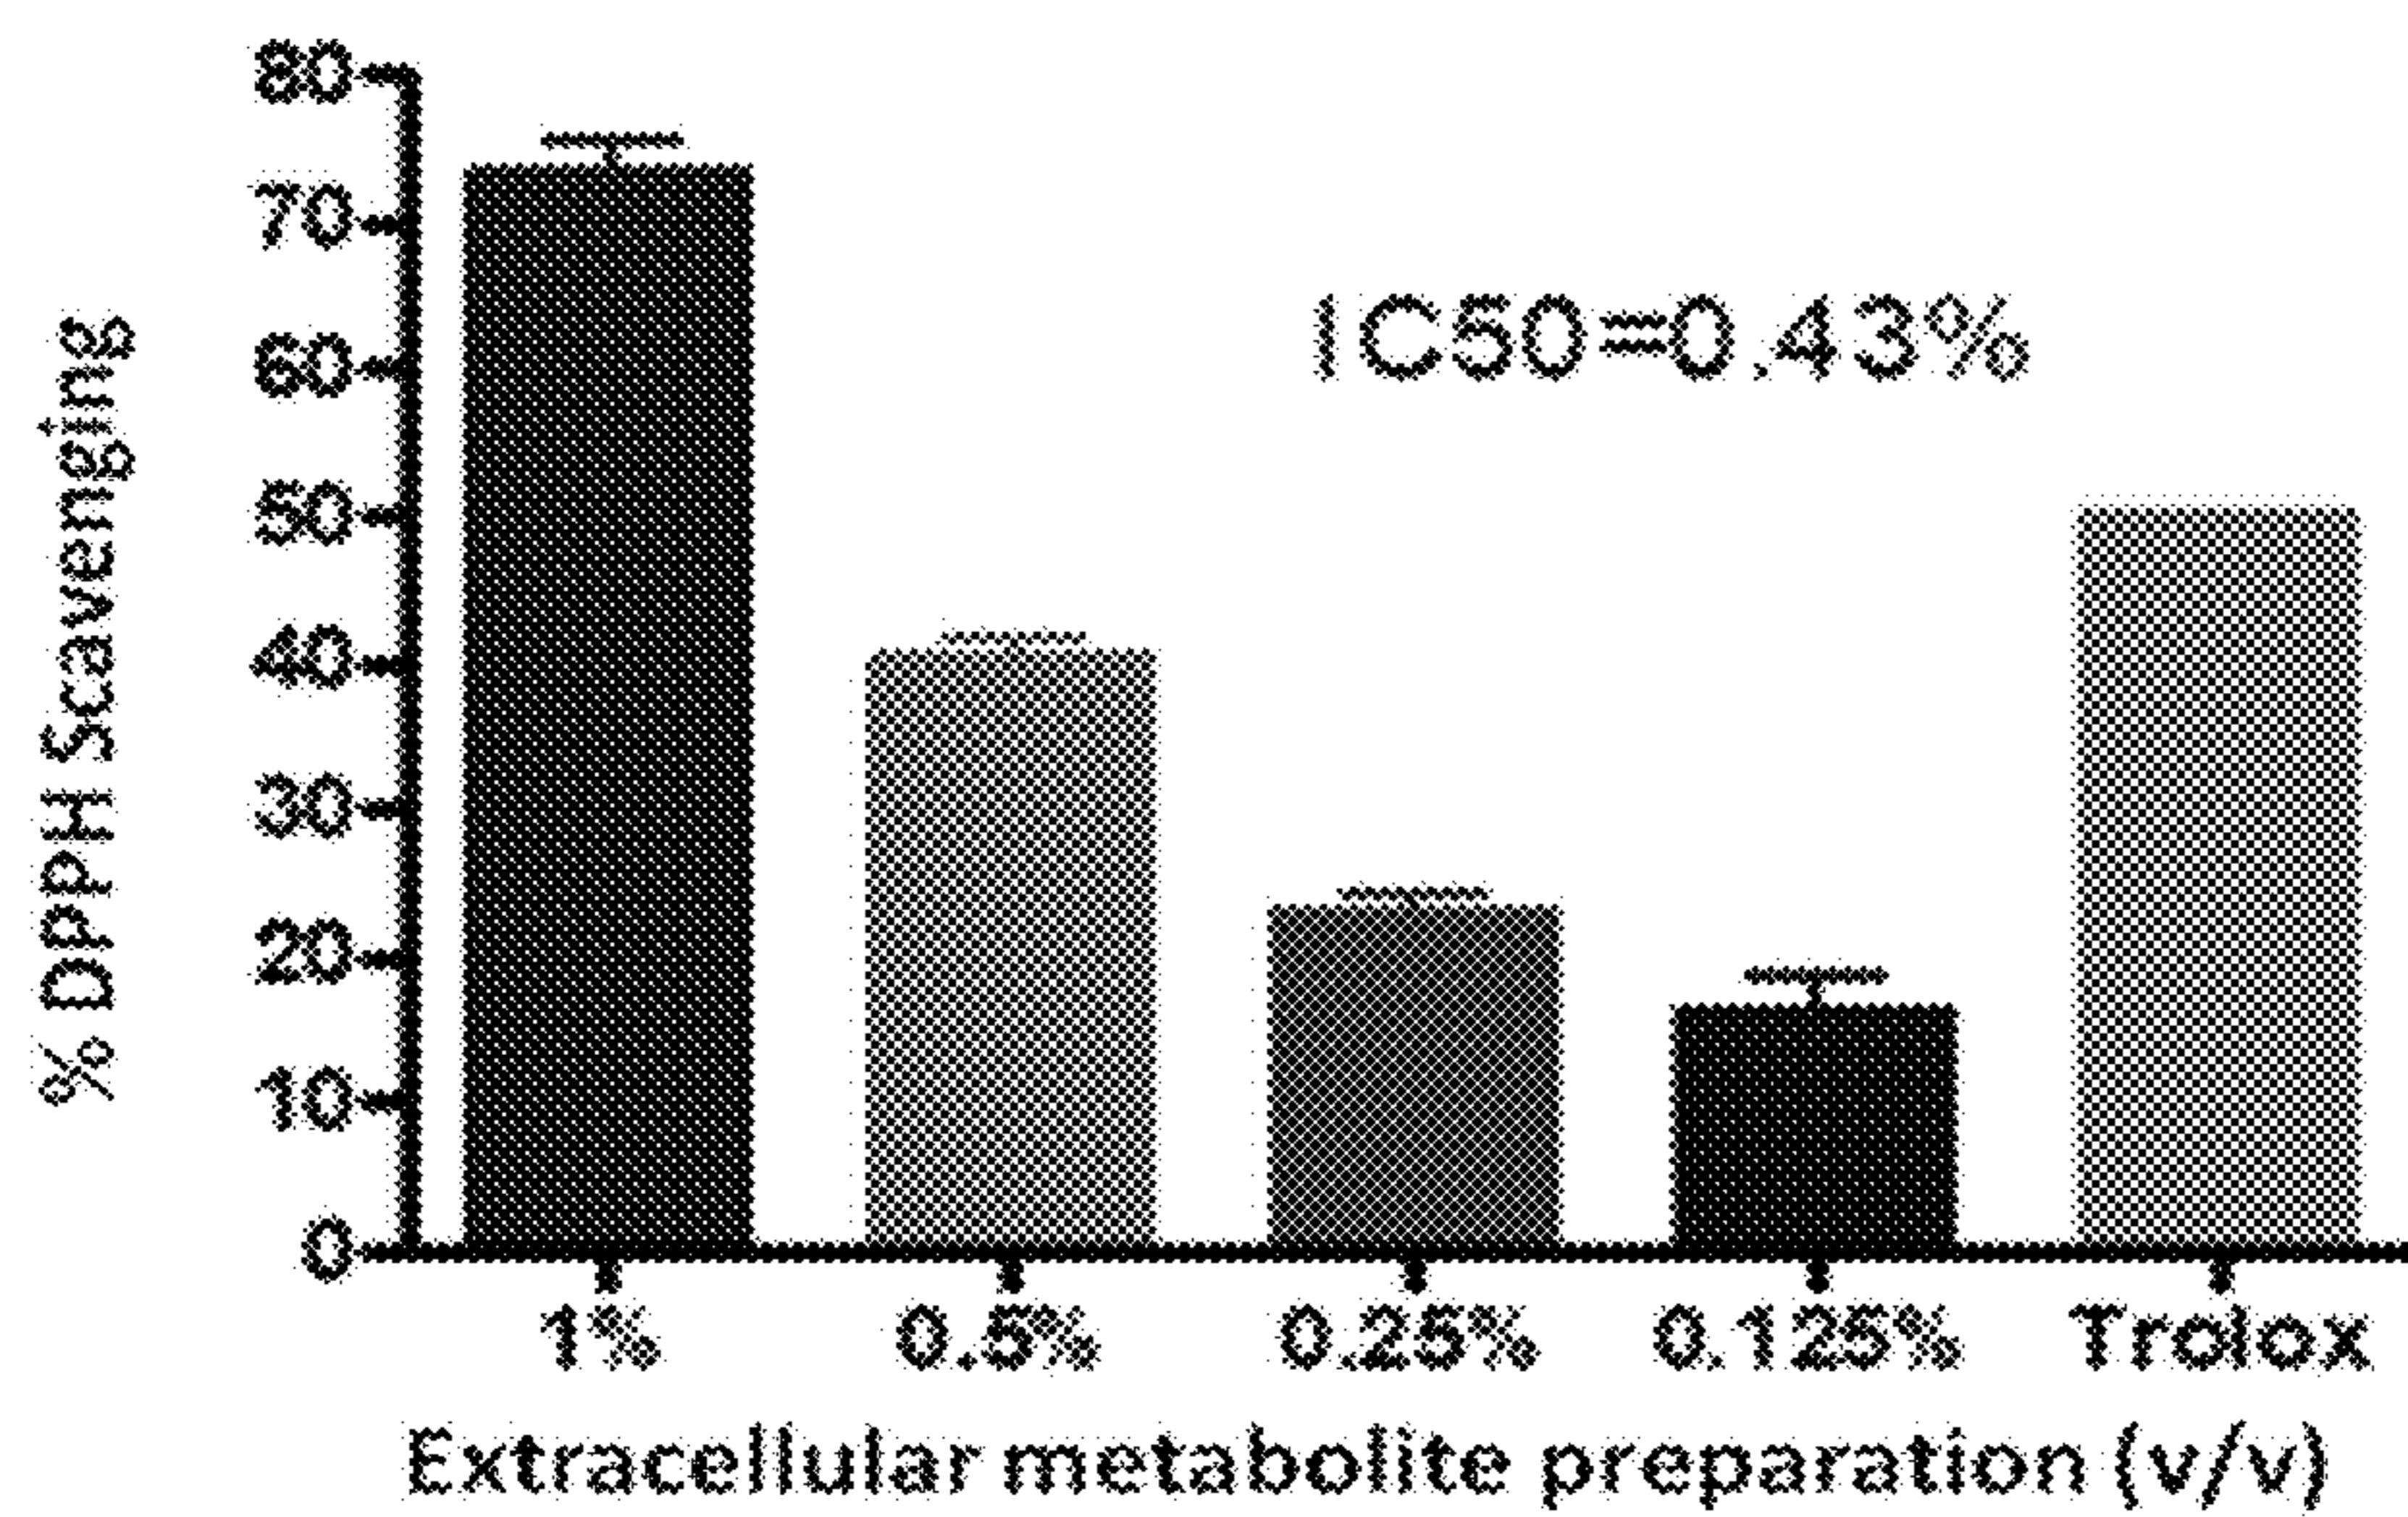 % DPPH Scavenging
80
70
60
50
40
30
20
10
0
IC50=0.43%
1% 0.5% 0.25% 0.125% Trolox
Extracellular metabolite preparation (v/v)